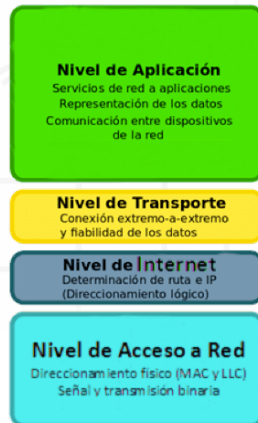 Nivel de Aplicación
Servicios de red a aplicaciones
Representación de los datos
Comunicación entre dispositivos
de la red
Nivel de Transporte
Conexión extremo-a-extremo
y fiabilidad de los datos
Nivel de Internet
Determinación de ruta e IP
(Direccionamiento lógico)
Nivel de Acceso a Red
Direccionamiento físico (MAC y LLC)
Señal y transmisión binaria